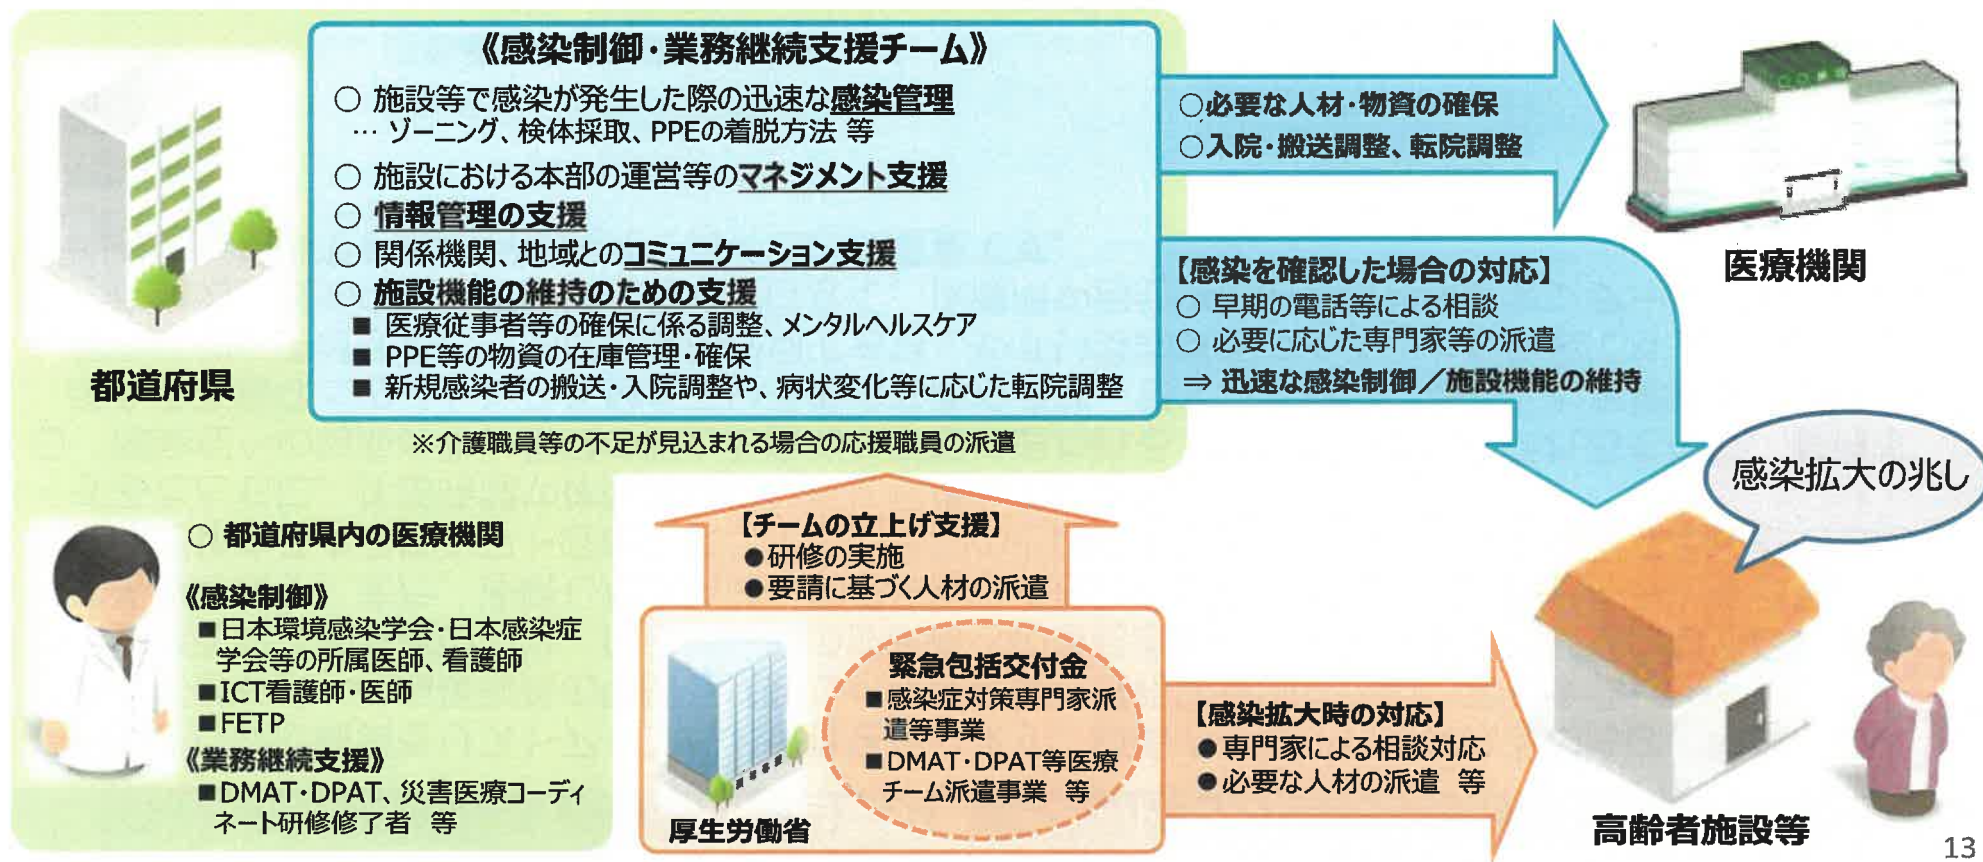 《感染制御・業務継続支援チーム》
○ 施設等で感染が発生した際の迅速な感染管理
… ゾーニング、検体採取、PPEの着脱方法 等
○ 施設における本部の運営等のマネジメント支援
○ 情報管理の支援
○ 関係機関、地域とのコミュニケーション支援
○ 施設機能の維持のための支援
■ 医療従事者等の確保に係る調整、メンタルヘルスケア
■ PPE等の物資の在庫管理・確保
■ 新規感染者の搬送・入院調整や、病状変化等に応じた転院調整
※介護職員等の不足が見込まれる場合の応援職員の派遣
都道府県
○必要な人材・物資の確保
○入院・搬送調整、転院調整
医療機関
【感染を確認した場合の対応】
○ 早期の電話等による相談
○ 必要に応じた専門家等の派遣
⇒ 迅速な感染制御/施設機能の維持
感染拡大の兆し
○ 都道府県内の医療機関
《感染制御》
■日本環境感染学会・日本感染症
学会等の所属医師、看護師
■ICT看護師・医師
■FETP
《業務継続支援》
■DMAT・DPAT、災害医療コーディ
ネート研修修了者 等
【チームの立上げ支援】
●研修の実施
●要請に基づく人材の派遣
緊急包括交付金
■感染症対策専門家派
遣等事業
■DMAT・DPAT等医療
チーム派遣事業 等
厚生労働省
【感染拡大時の対応】
●専門家による相談対応
●必要な人材の派遣 等
高齢者施設等
13